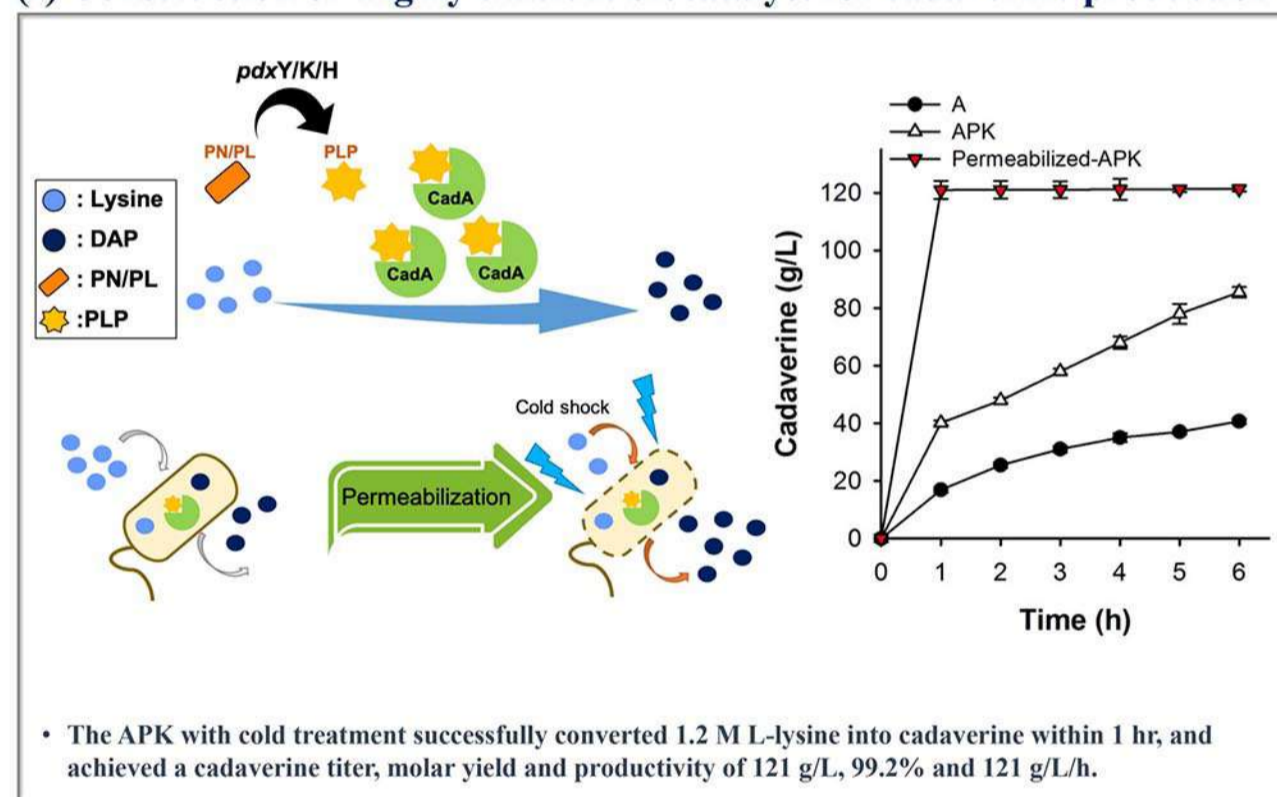 pdxY/K/H
PN/PL
PLP
CadA
CadA
CadA
: Lysine
: DAP
: PN/PL
:PLP
Cold shock
Permeabilization
A
APK
Permeabilized-APK
Cadaverine (g/L)
120
100
80
60
40
20
0
0 1 2 3 4 5 6
Time (h)
• The APK with cold treatment successfully converted 1.2 M L-lysine into cadaverine within 1 hr, and
achieved a cadaverine titer, molar yield and productivity of 121 g/L, 99.2% and 121 g/L/h.